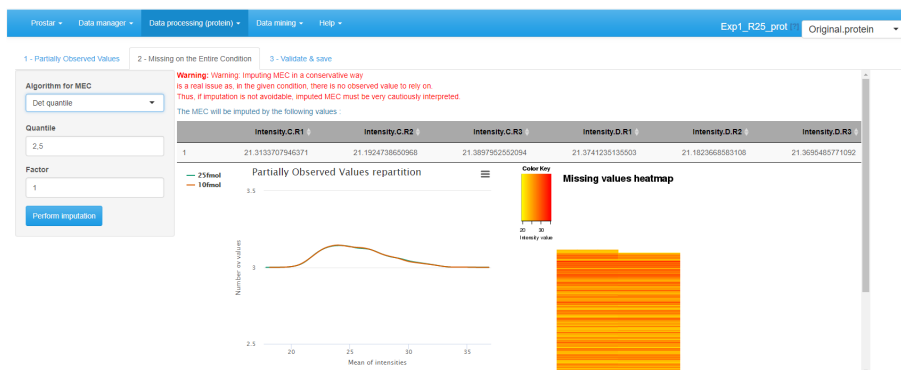 Prostar Data manager Data processing (protein) Data mining Help Exp1_R25_prot [?] Original.protein
1 - Partially Observed Values 2 - Missing on the Entire Condition 3 - Validate & save
Algorithm for MEC
Det quantile
Quantile
2.5
Factor
1
Perform imputation
Warning: Warning: Imputing MEC in a conservative way
is a real issue as, in the given condition, there is no observed value to rely on.
Thus, if imputation is not avoidable, imputed MEC must be very cautiously interpreted.
The MEC will be imputed by the following values :
Intensity.C.R1 Intensity.C.R2 Intensity.C.R3 Intensity.D.R1 Intensity.D.R2 Intensity.D.R3
1 21.3133707946371 21.1924738650968 21.3897952552094 21.3741235135503 21.1823668583108 21.3695485771092
25fmol
10fmol
Partially Observed Values repartition
3.5
3
2.5
Number ov values
20 25 30 35
Mean of intensities
Color Key
20 30
Intensity value
Missing values heatmap